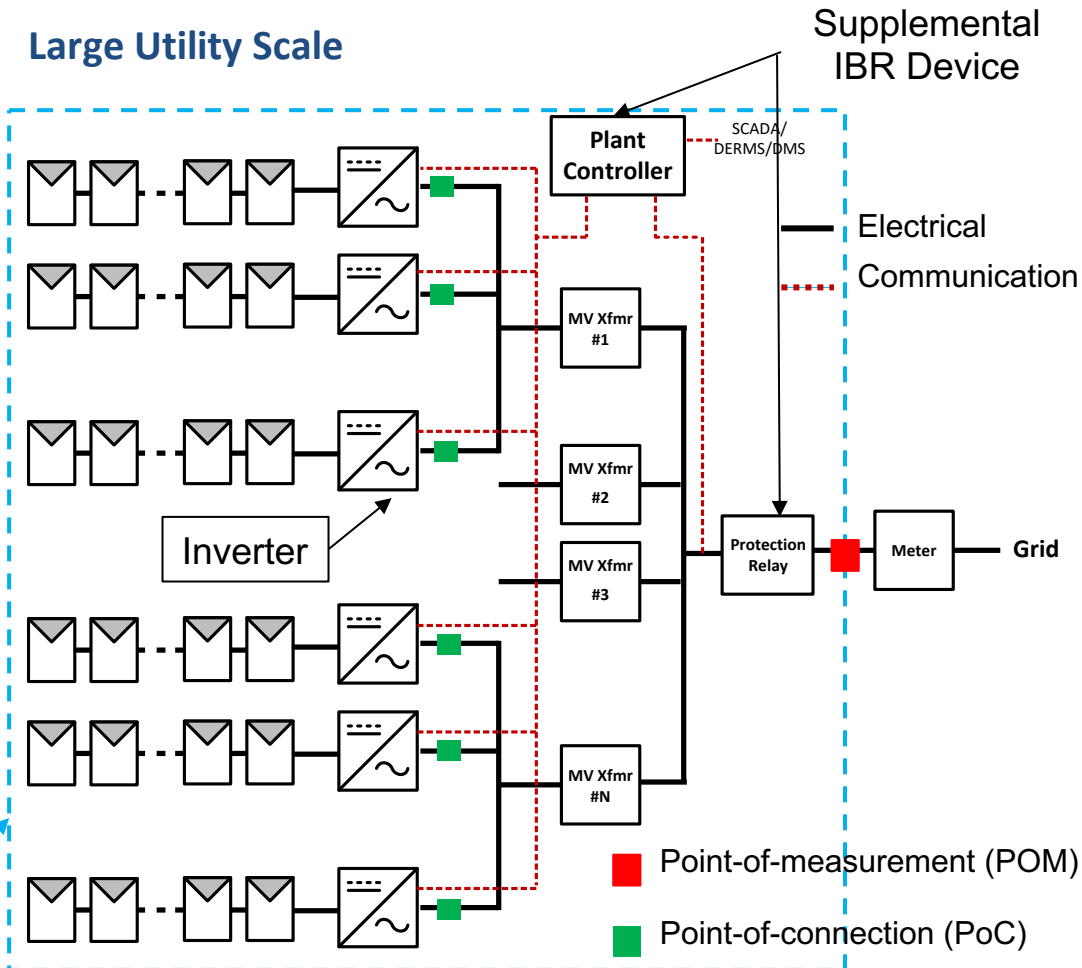 Large Utility Scale
Supplemental
IBR Device
Plant
Controller
SCADA/
DERMS/DMS
Electrical
Communication
MV Xfmr
#1
MV Xfmr
#2
MV Xfmr
#3
Inverter
Protection
Relay
Meter
Grid
MV Xfmr
#N
Point-of-measurement (POM)
Point-of-connection (PoC)